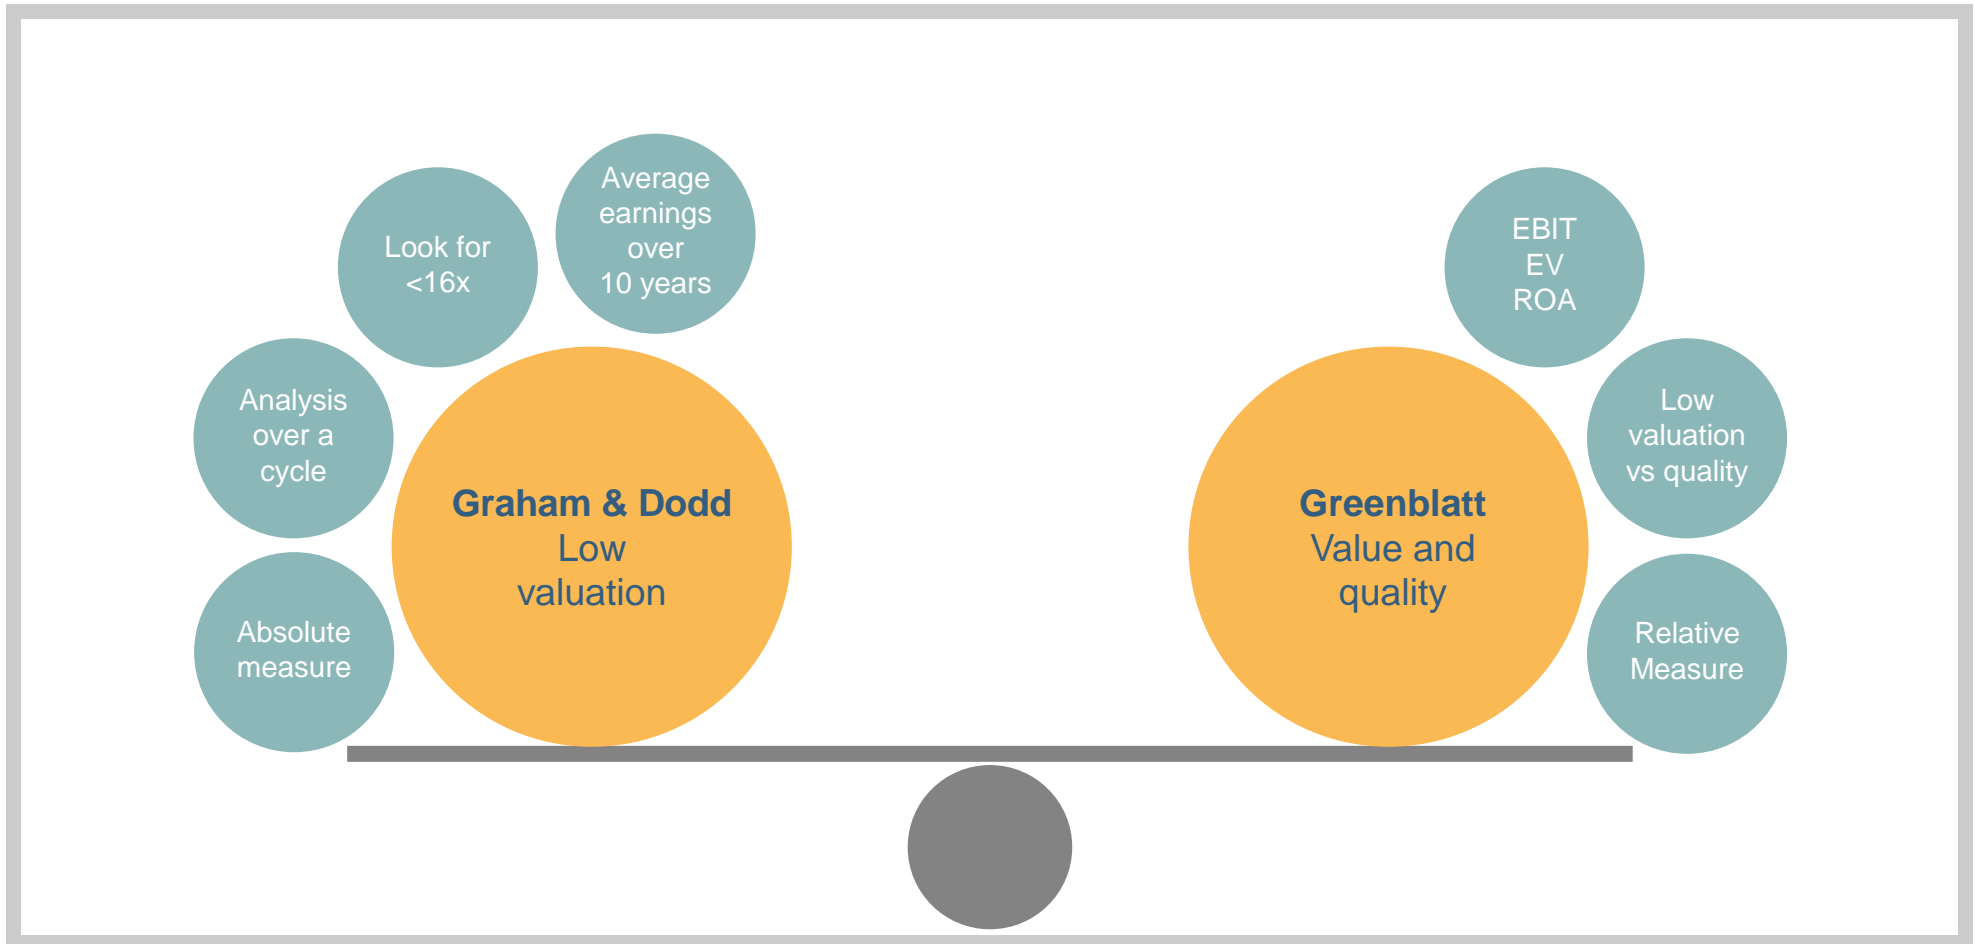 Average
earnings
over
10 years
Look for
<16x
Analysis
over a
cycle
Absolute
measure
Graham & Dodd
Low
valuation
EBIT
EV
ROA
Low
valuation
vs quality
Relative
Measure
Greenblatt
Value and
quality